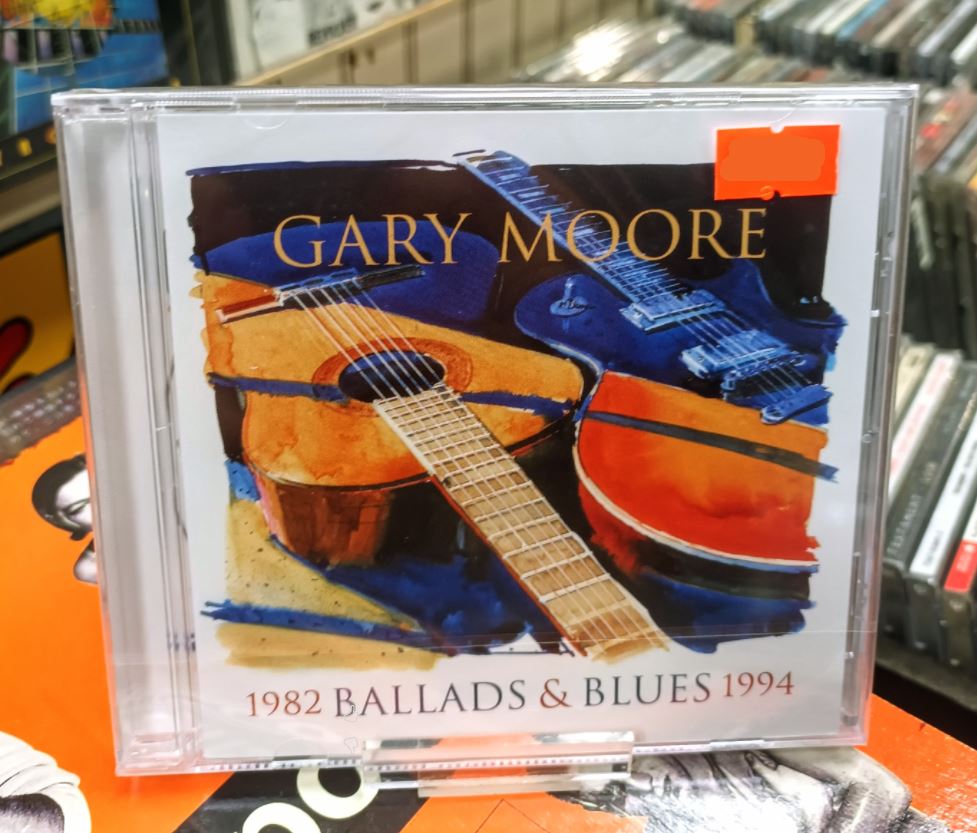 GARY MOORE
1982 BALLADS & BLUES 1994